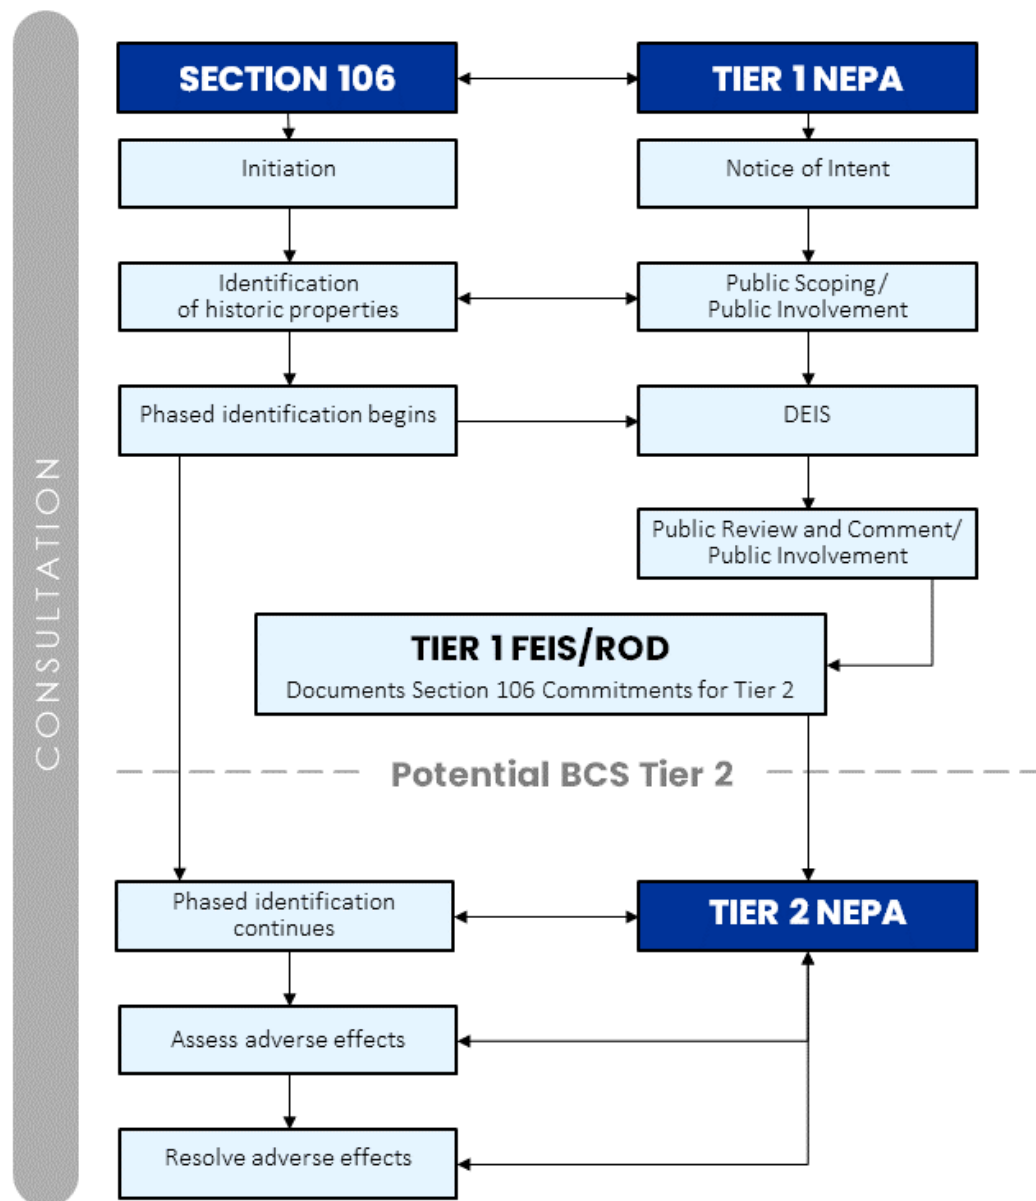 CONSULTATION
SECTION 106
TIER 1 NEPA
Initiation
Notice of Intent
Identification
of historic properties
Public Scoping/
Public Involvement
Phased identification begins
DEIS
Public Review and Comment/
Public Involvement
TIER 1 FEIS/ROD
Documents Section 106 Commitments for Tier 2
Potential BCS Tier 2
Phased identification
continues
TIER 2 NEPA
Assess adverse effects
Resolve adverse effects